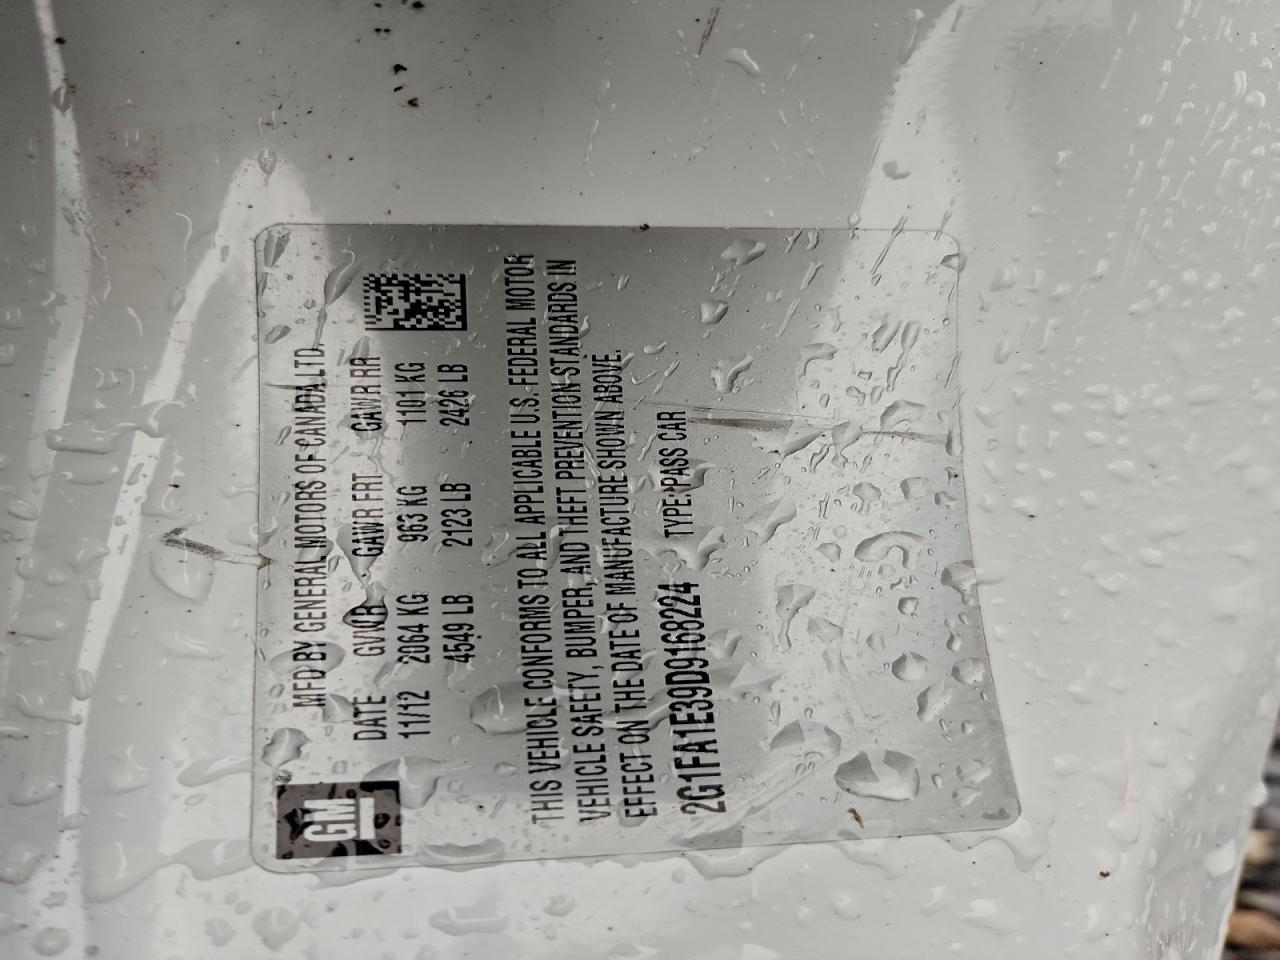 GM
MFD BY GENERAL MOTORS OF CANADA LTD
DATE GVWR GAWR FRT GAWR RR
11/12 2064 KG 963 KG 1101 KG
4549 LB 2123 LB 2426 LB
THIS VEHICLE CONFORMS TO ALL APPLICABLE U.S. FEDERAL MOTOR
VEHICLE SAFETY, BUMPER, AND THEFT PREVENTION STANDARDS IN
EFFECT ON THE DATE OF MANUFACTURE SHOWN ABOVE.
2G1FA1E39D9168224 TYPE: PASS CAR